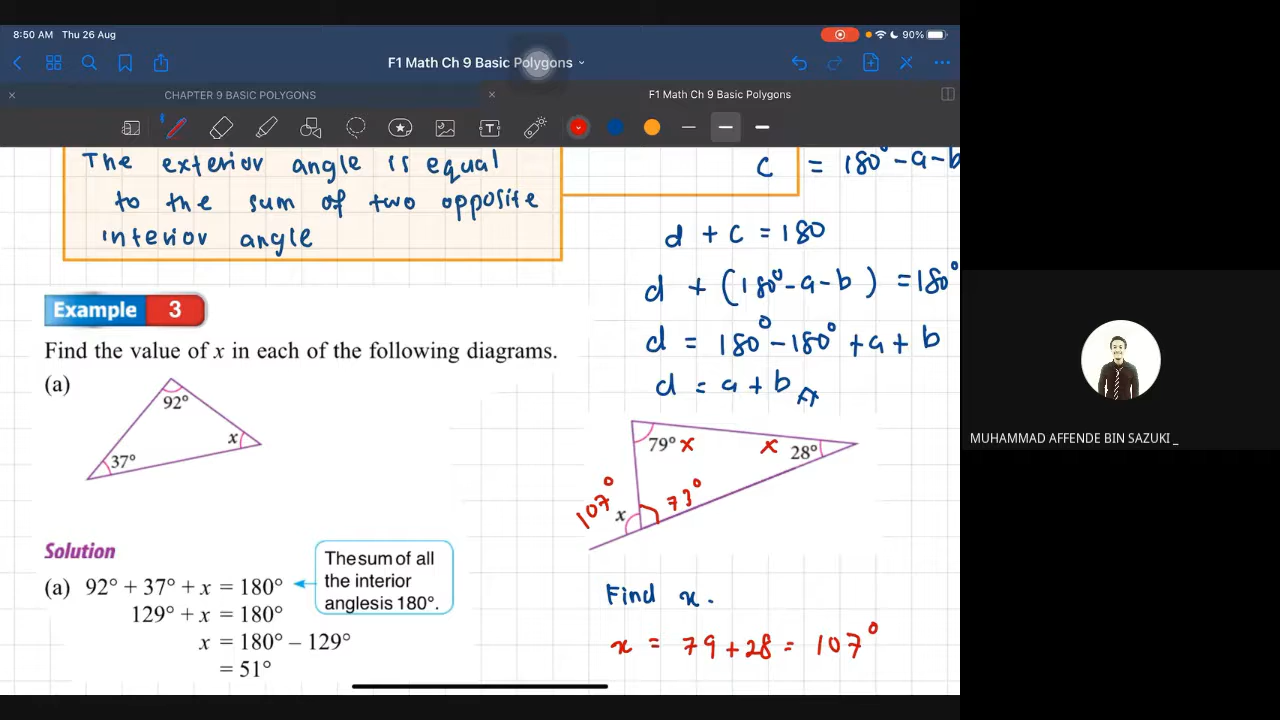 8:50 AM Thu 26 Aug
90%
F1 Math Ch 9 Basic Polygons
CHAPTER 9 BASIC POLYGONS
F1 Math Ch 9 Basic Polygons
The exterior angle is equal
to the sum of two opposite
interior angle
c = 180° - a - b
d + c = 180
d + (180° - a - b) = 180°
d = 180° - 180° + a + b
d = a + b
Example 3
Find the value of x in each of the following diagrams.
(a)
92°
x
37°
79° x
x 28°
107°
x
73°
Solution
(a) 92° + 37° + x = 180°
129° + x = 180°
x = 180° – 129°
= 51°
The sum of all
the interior
angles is 180°.
Find x.
x = 79 + 28 = 107°
MUHAMMAD AFFENDE BIN SAZUKI _